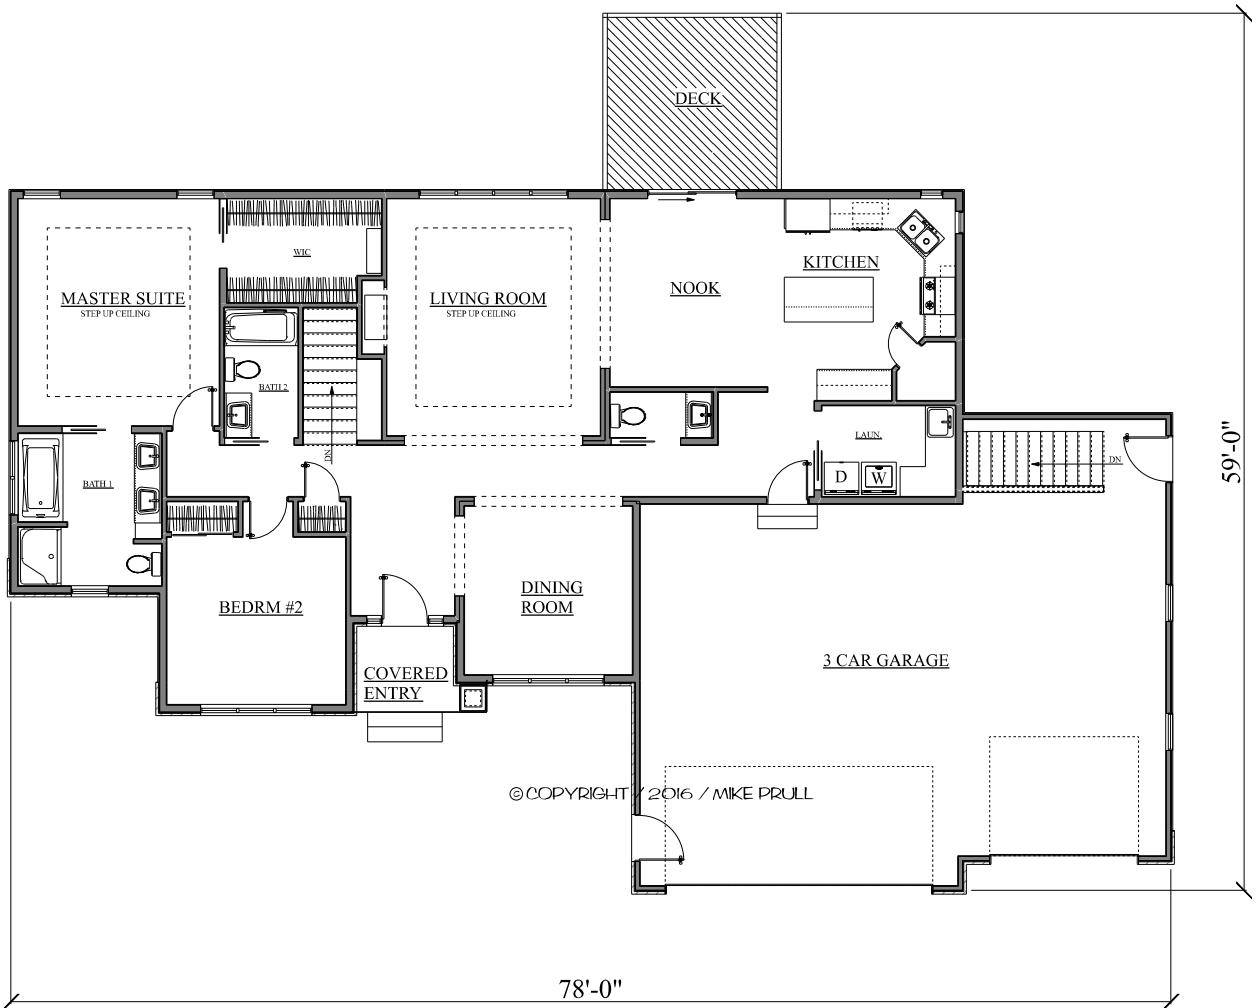 DECK
MASTER SUITE
STEP UP CEILING
WIC
LIVING ROOM
STEP UP CEILING
NOOK
KITCHEN
BATH 2
DN
LAUN.
D
W
DN
59'-0"
BATH 1
BEDRM #2
DINING
ROOM
COVERED
ENTRY
3 CAR GARAGE
© COPYRIGHT / 2016 / MIKE PRULL
78'-0"